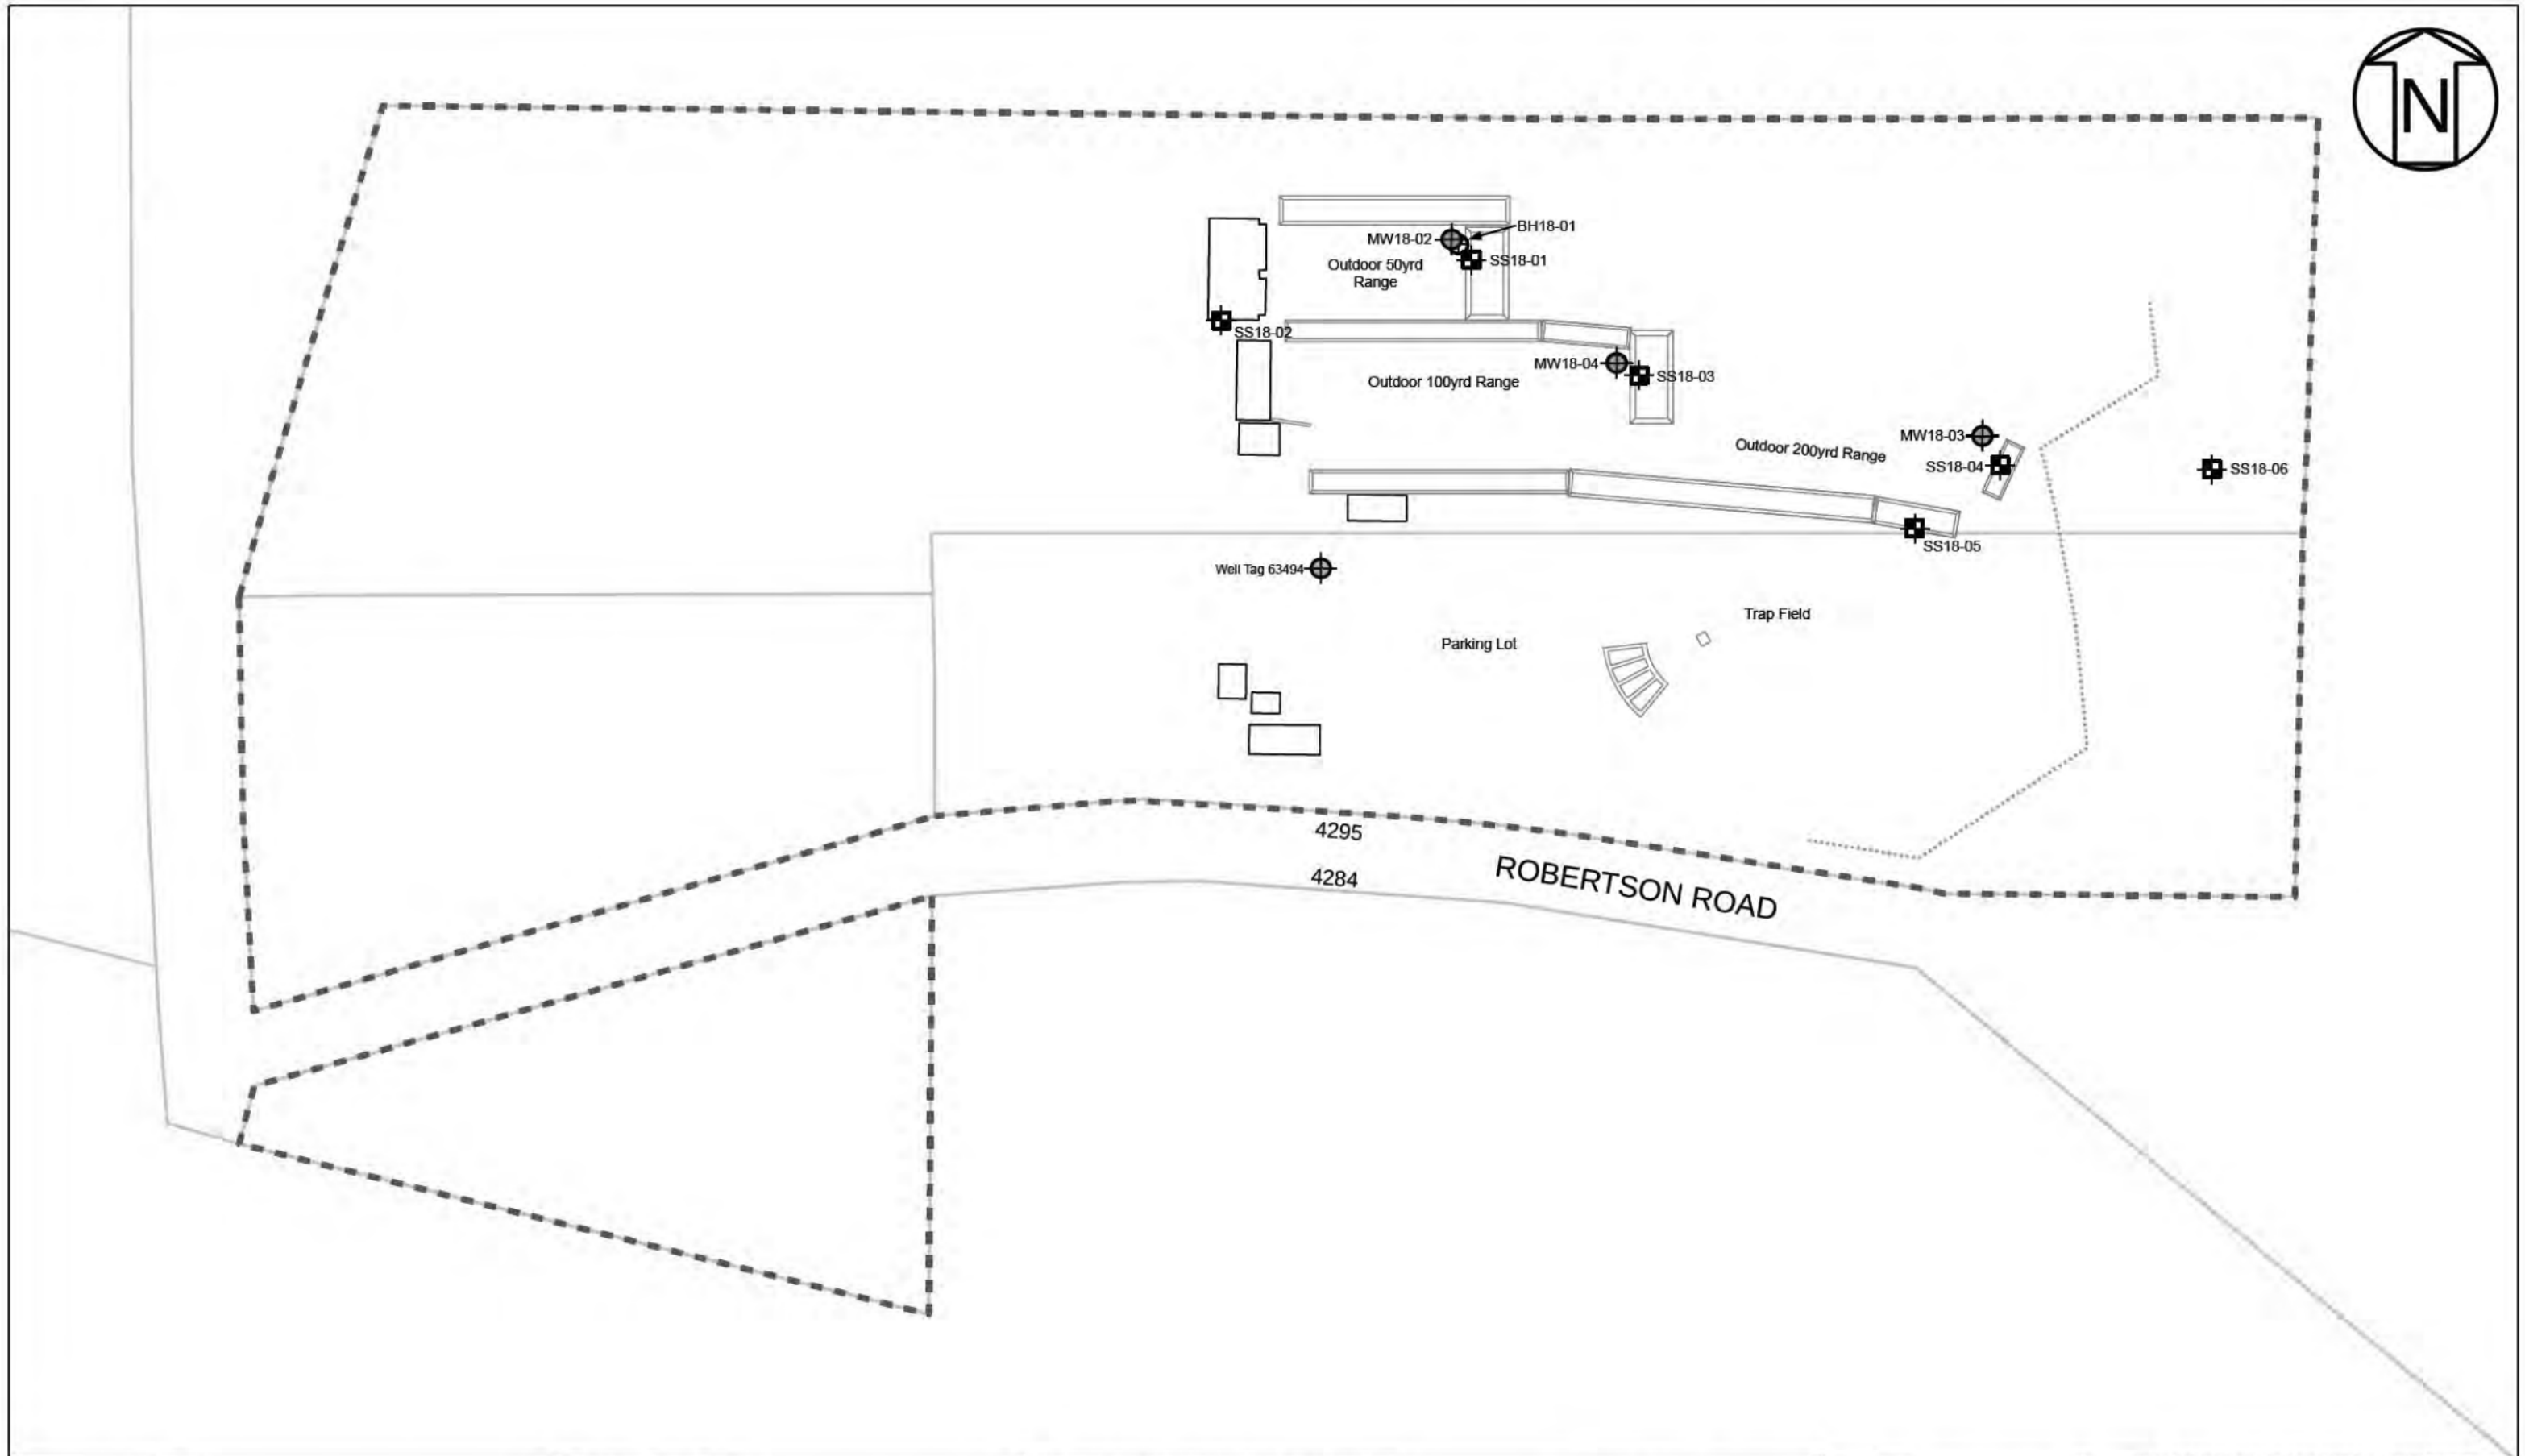 N
BH18-01
MW18-02
SS18-01
Outdoor 50yrd
Range
SS18-02
MW18-04
SS18-03
Outdoor 100yrd Range
MW18-03
Outdoor 200yrd Range
SS18-04
SS18-06
SS18-05
Well Tag 63494
Trap Field
Parking Lot
4295
4284
ROBERTSON ROAD